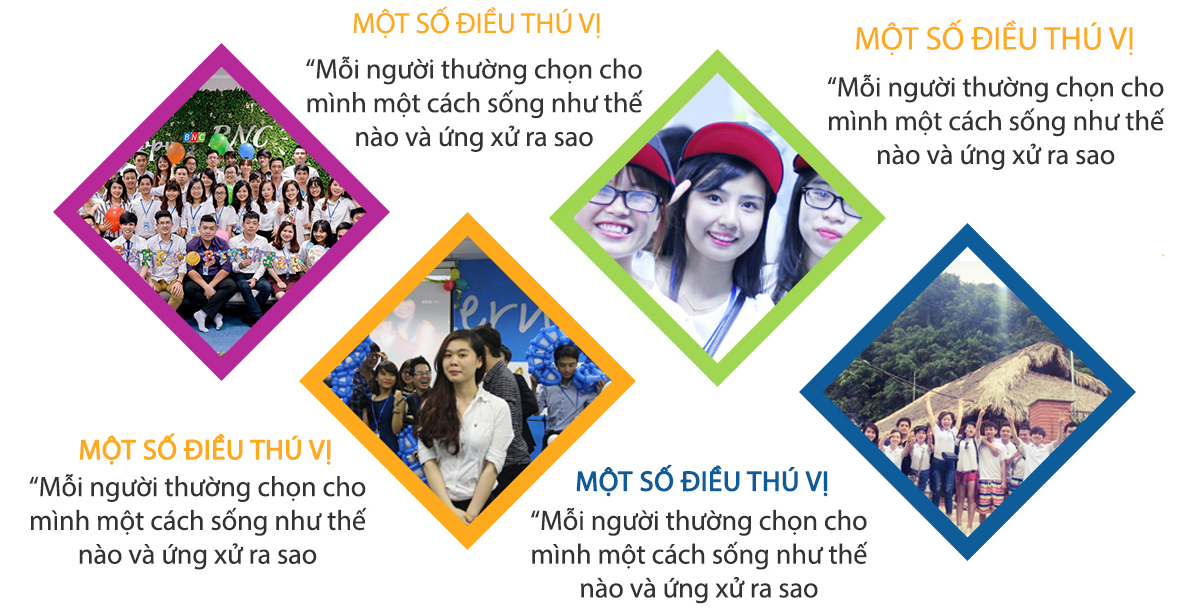 MỘT SỐ ĐIỀU THÚ VỊ
“Mỗi người thường chọn cho
mình một cách sống như thế
nào và ứng xử ra sao
MỘT SỐ ĐIỀU THÚ VỊ
“Mỗi người thường chọn cho
mình một cách sống như thế
nào và ứng xử ra sao
BNC
BNC
MỘT SỐ ĐIỀU THÚ VỊ
“Mỗi người thường chọn cho
mình một cách sống như thế
nào và ứng xử ra sao
MỘT SỐ ĐIỀU THÚ VỊ
“Mỗi người thường chọn cho
mình một cách sống như thế
nào và ứng xử ra sao